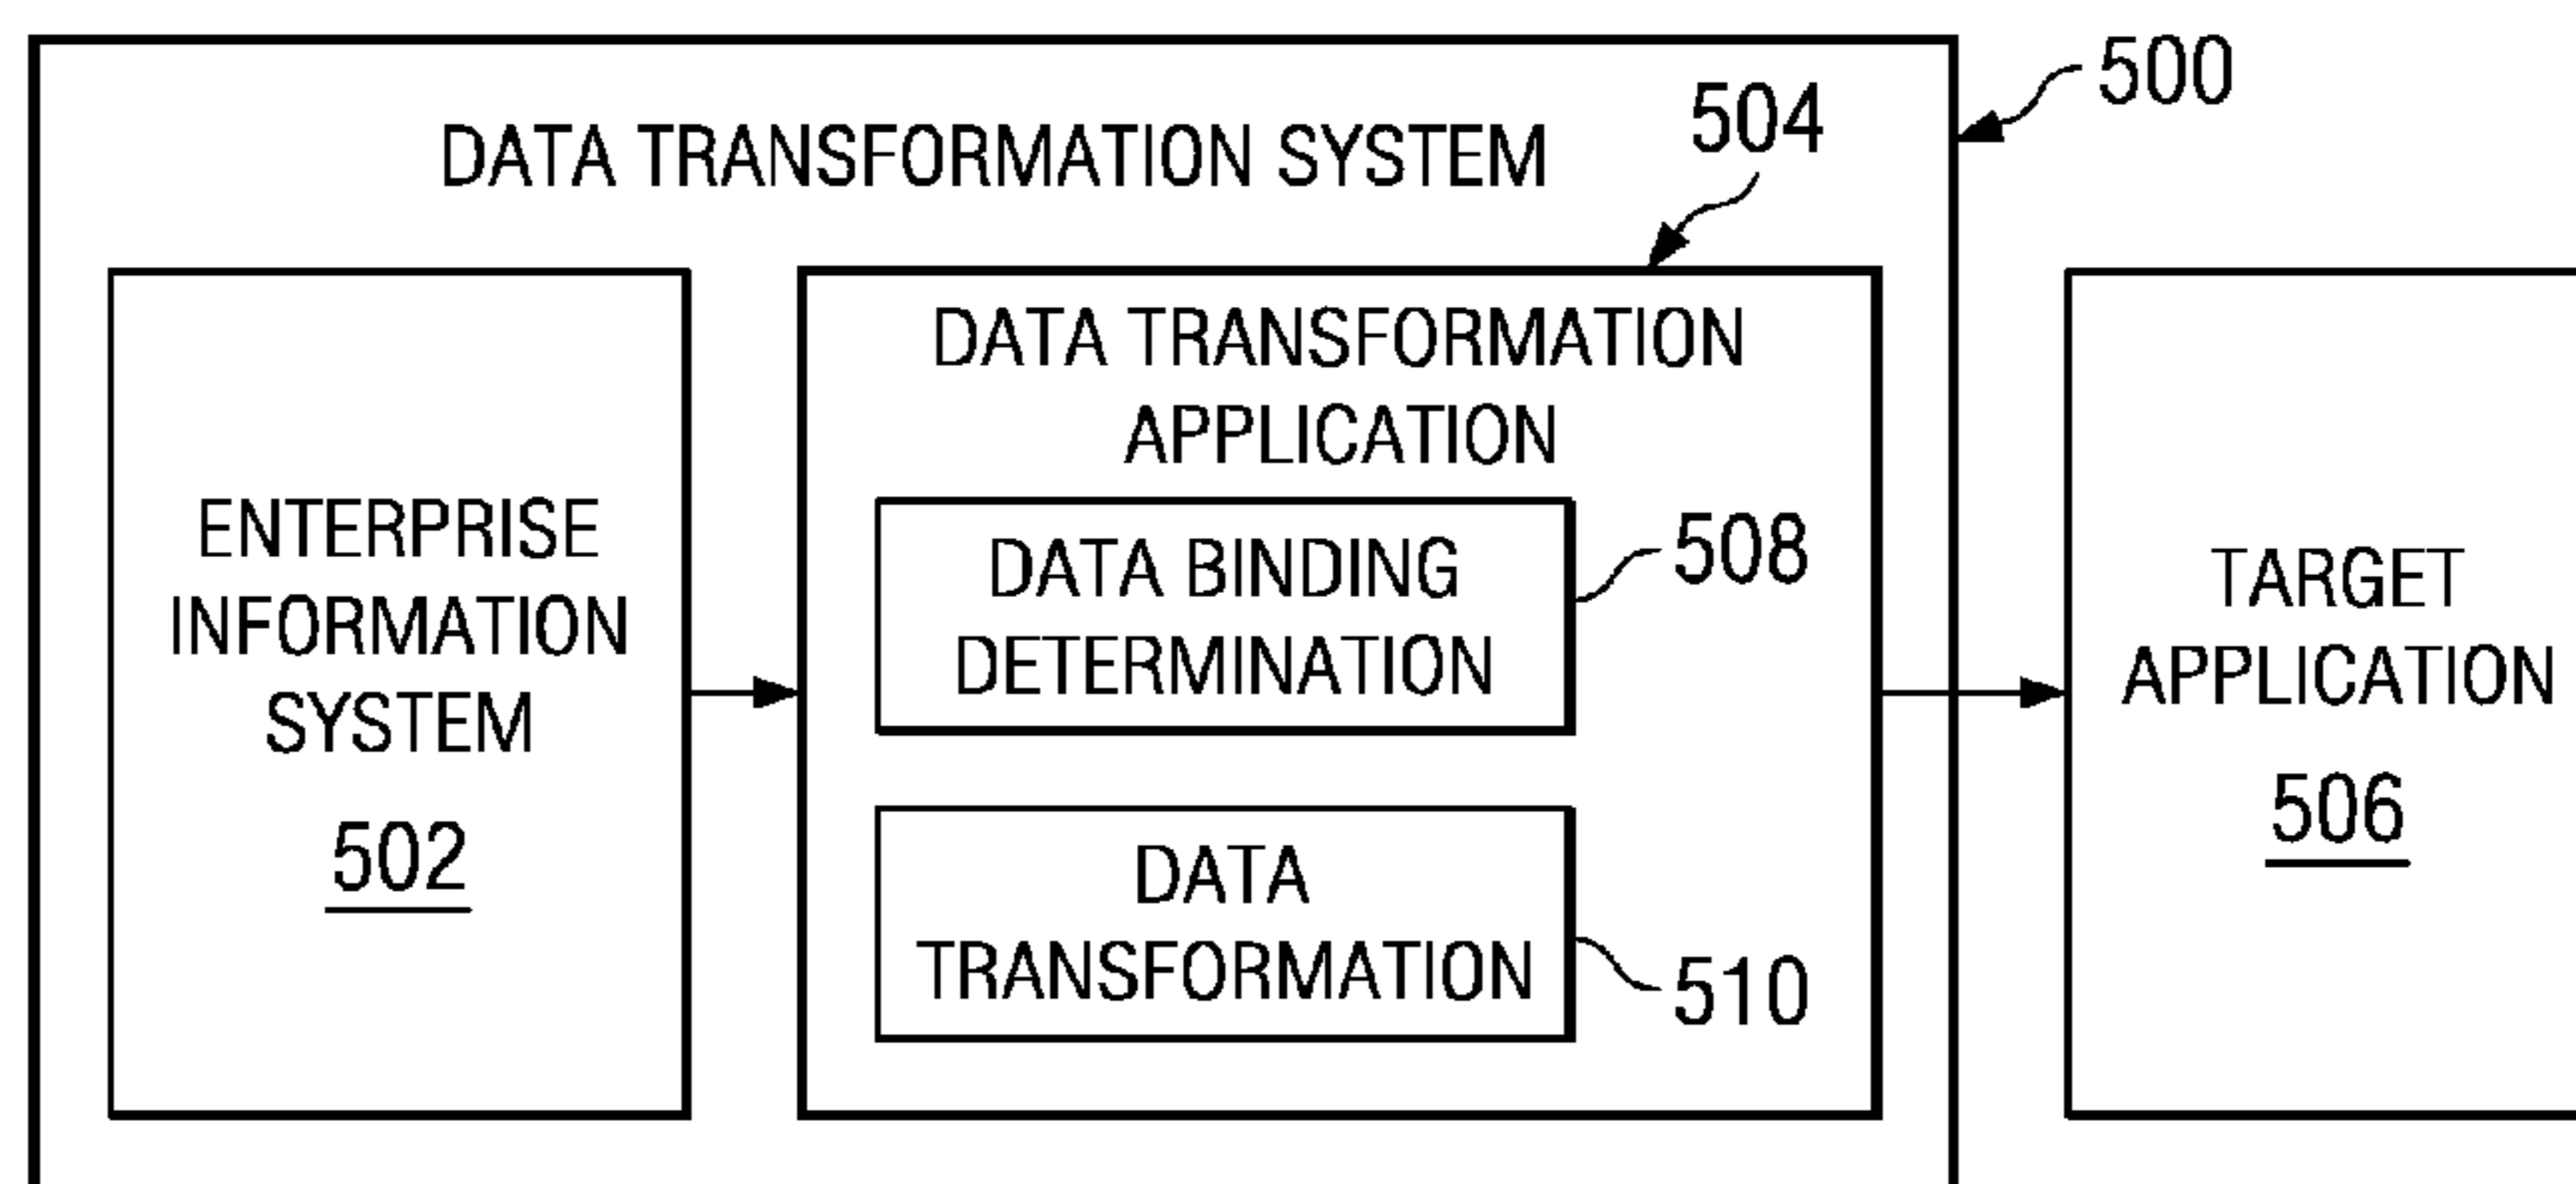 500
DATA TRANSFORMATION SYSTEM
504
ENTERPRISE
INFORMATION
SYSTEM
502
DATA TRANSFORMATION
APPLICATION
DATA BINDING
DETERMINATION
508
DATA
TRANSFORMATION
510
TARGET
APPLICATION
506